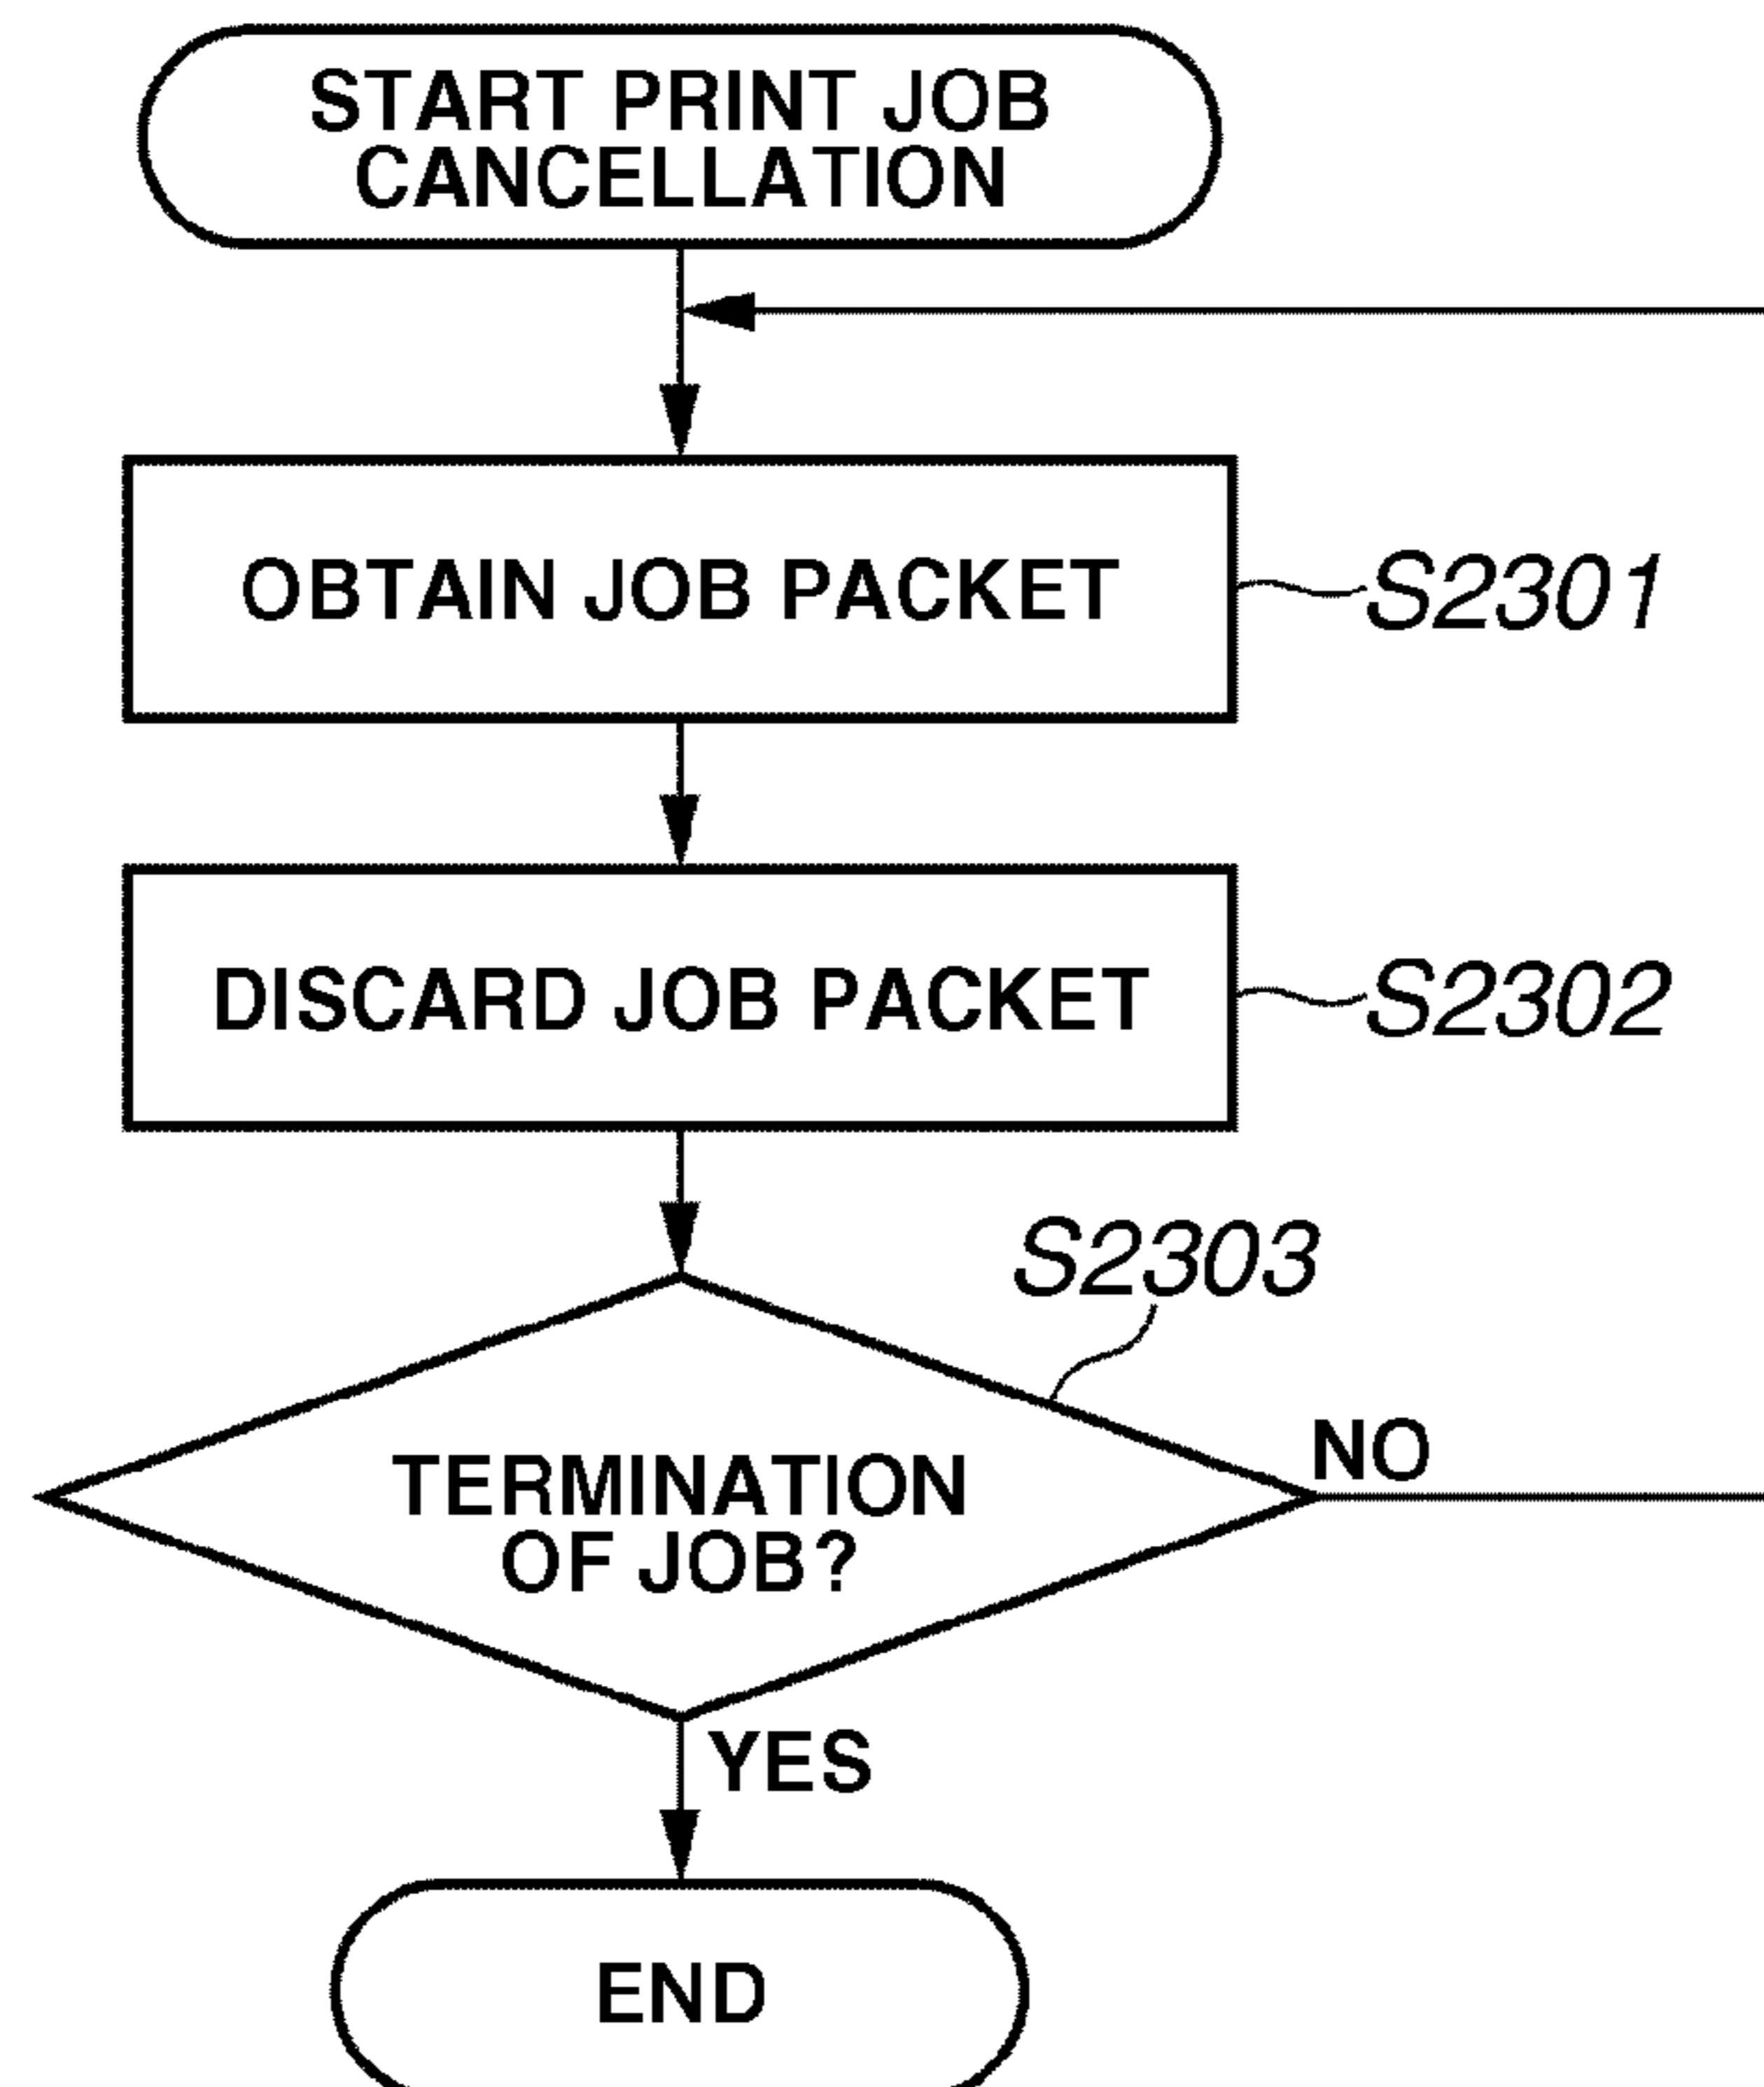 START PRINT JOB
CANCELLATION
OBTAIN JOB PACKET
S2301
DISCARD JOB PACKET
S2302
S2303
TERMINATION
OF JOB?
NO
YES
END